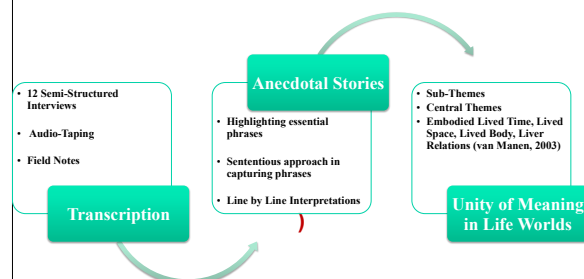 • 12 Semi-Structured
Interviews
• Audio-Taping
• Field Notes
Transcription
Anecdotal Stories
• Highlighting essential
phrases
• Sententious approach in
capturing phrases
• Line by Line Interpretations
)
• Sub-Themes
• Central Themes
• Embodied Lived Time, Lived
Space, Lived Body, Liver
Relations (van Manen, 2003)
Unity of Meaning
in Life Worlds